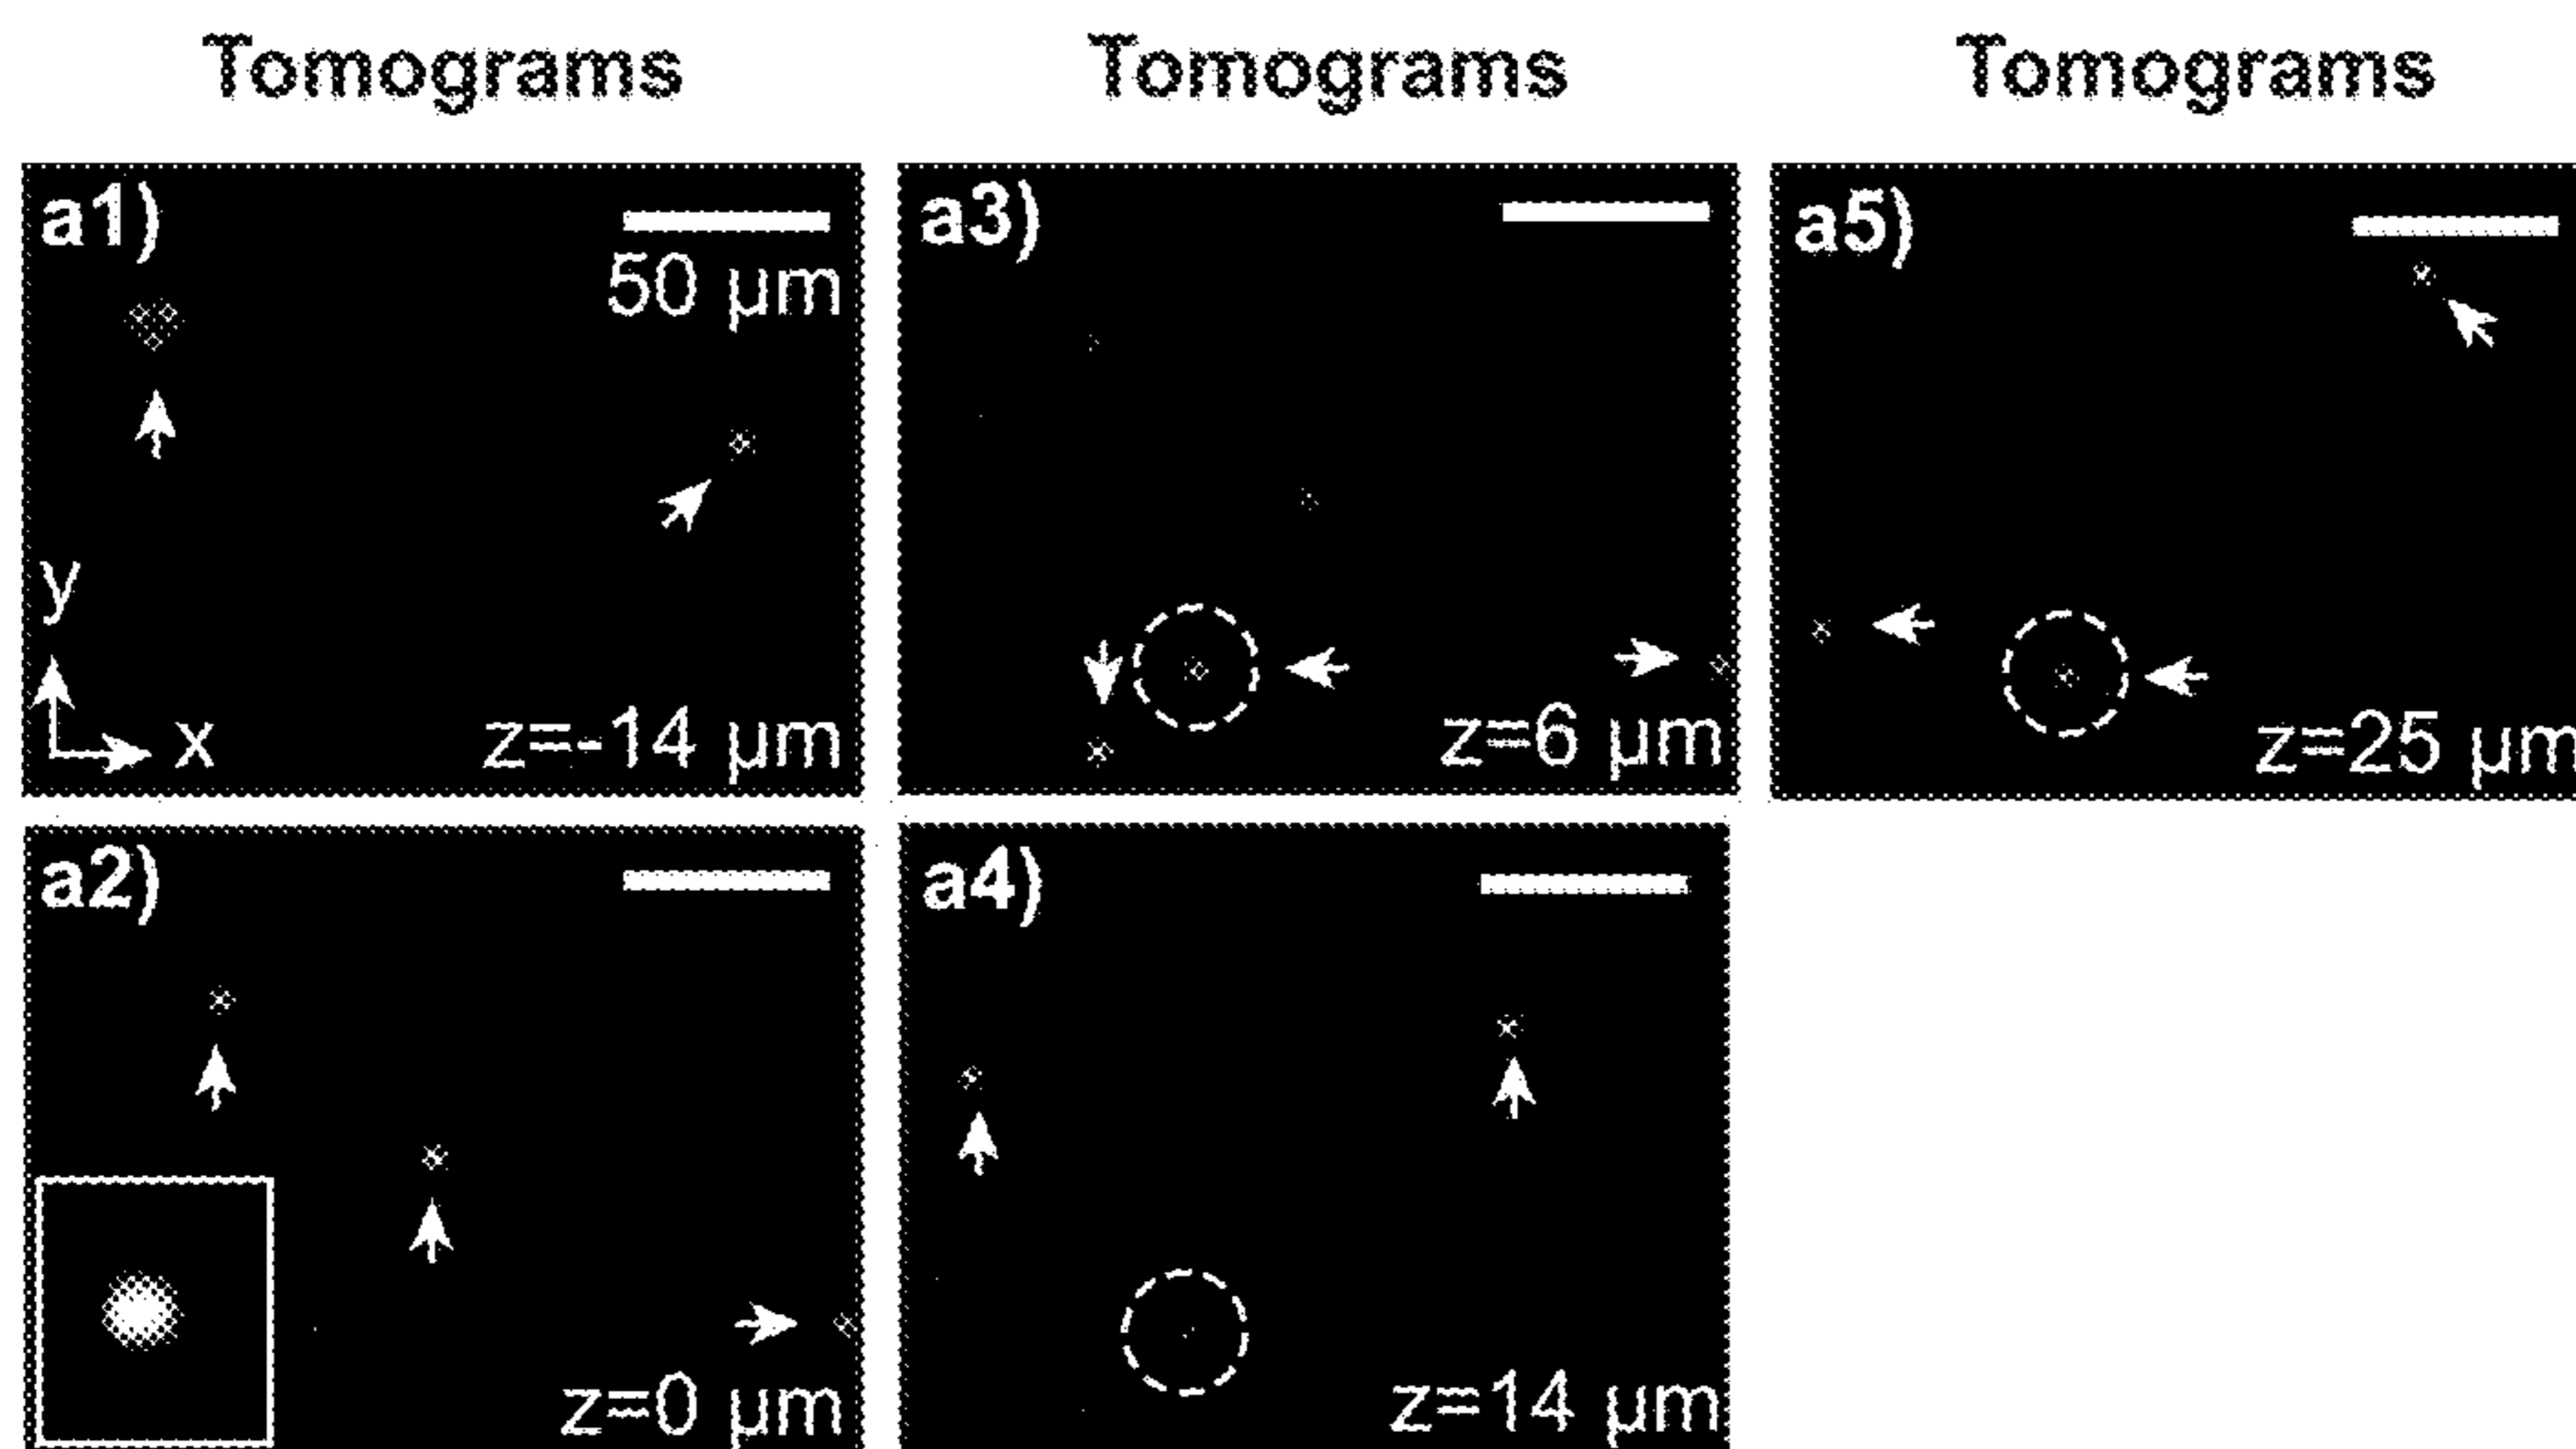 Tomograms Tomograms Tomograms
a1)
50 µm
y
x
z=-14 µm
a3)
z=6 µm
a5)
z=25 µm
a2)
z=0 µm
a4)
z=14 µm